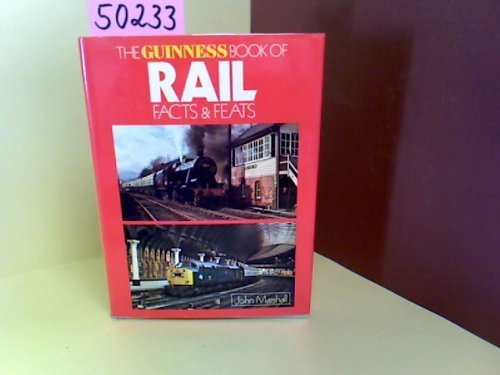 50233
THE GUINNESS BOOK OF
RAIL
FACTS & FEATS
John Marshall